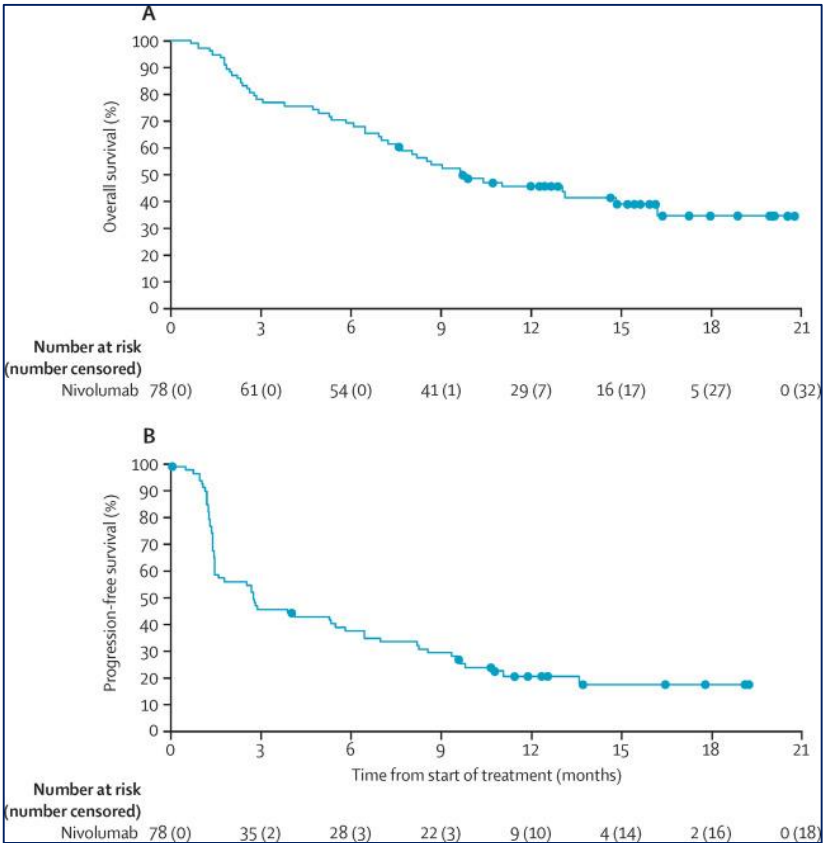 A
Overall survival (%)
100
90
80
70
60
50
40
30
20
10
0
0 3 6 9 12 15 18 21
Number at risk
(number censored)
Nivolumab 78 (0) 61 (0) 54 (0) 41 (1) 29 (7) 16 (17) 5 (27) 0 (32)
B
Progression-free survival (%)
100
90
80
70
60
50
40
30
20
10
0
0 3 6 9 12 15 18 21
Time from start of treatment (months)
Number at risk
(number censored)
Nivolumab 78 (0) 35 (2) 28 (3) 22 (3) 9 (10) 4 (14) 2 (16) 0 (18)